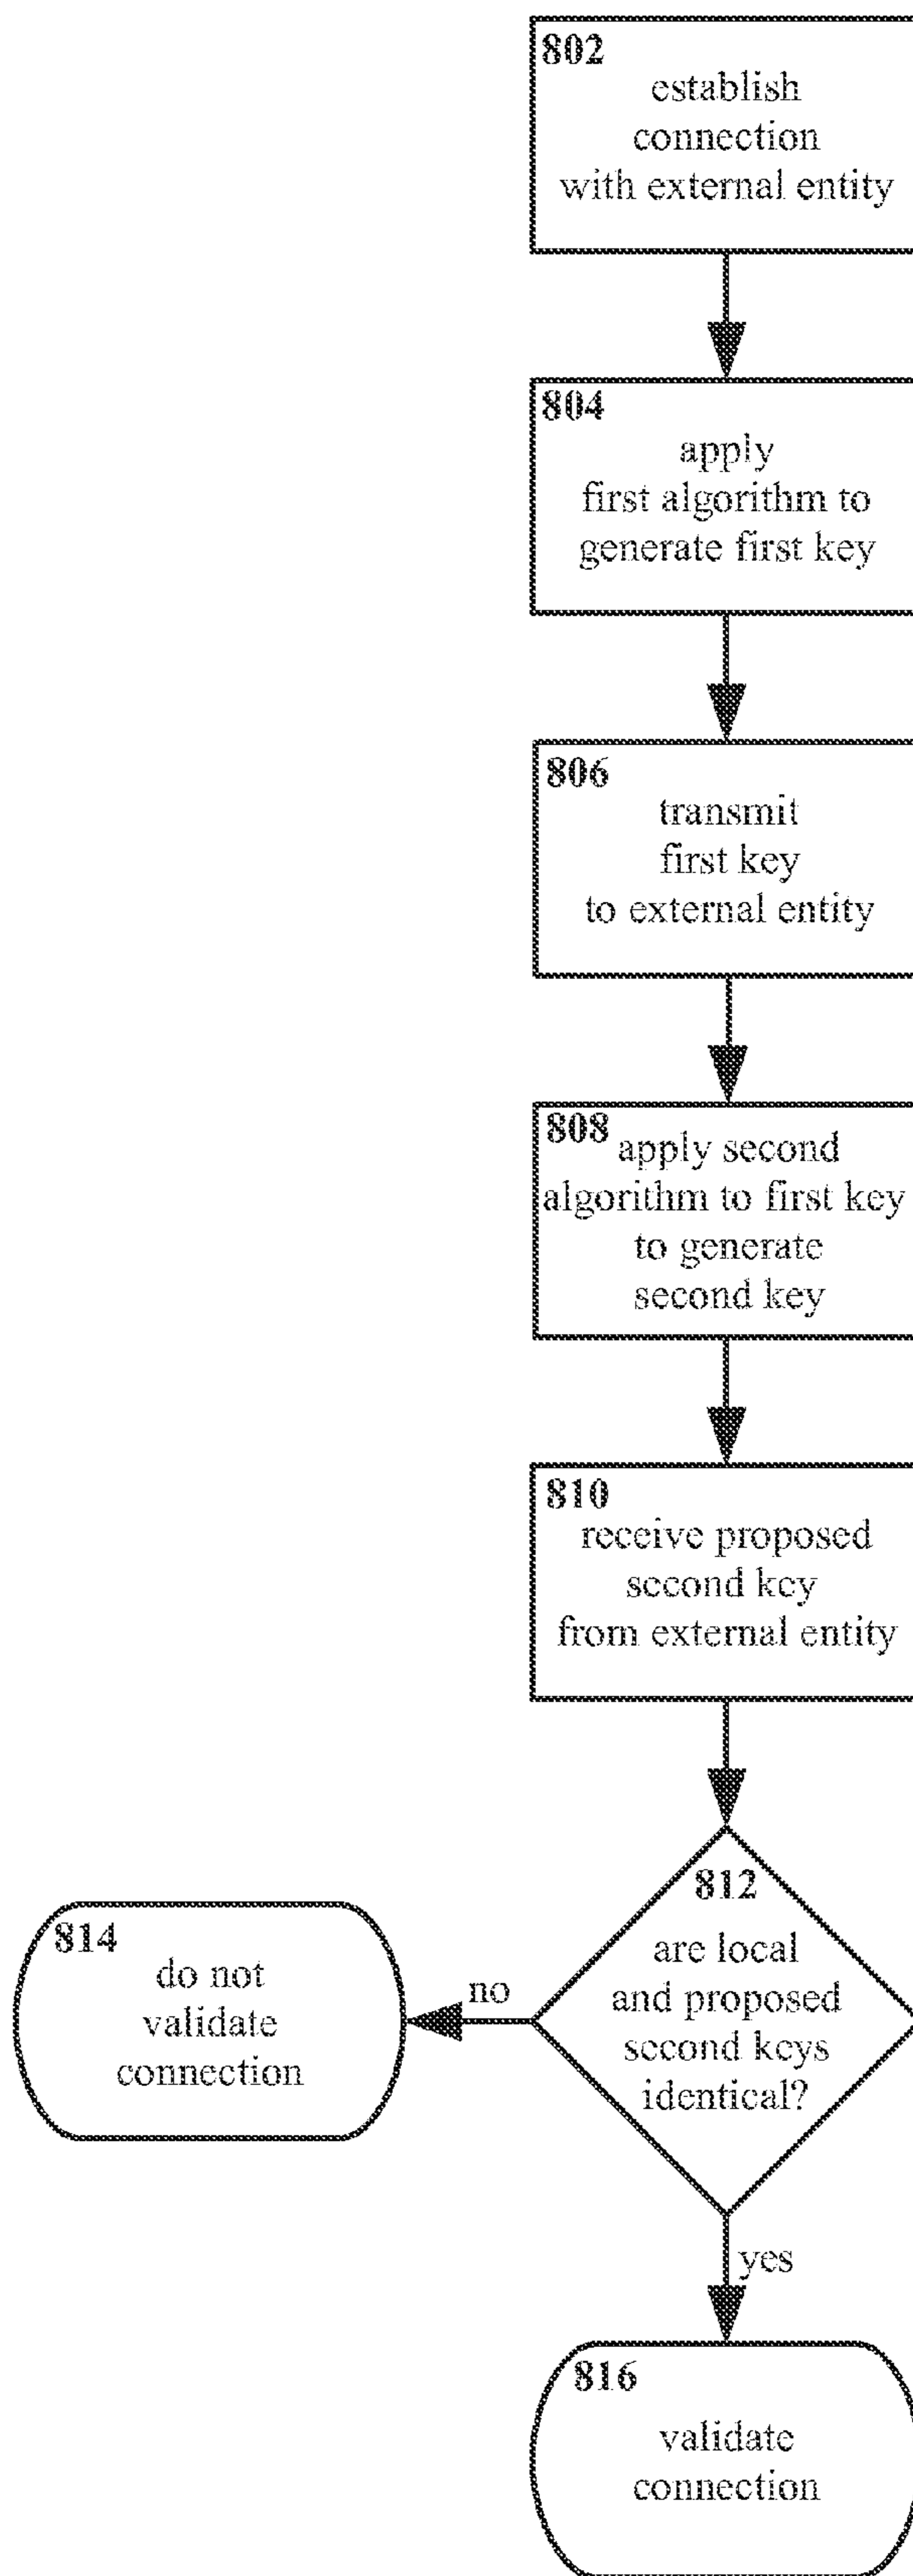 802
establish
connection
with external entity
804
apply
first algorithm to
generate first key
806
transmit
first key
to external entity
808
apply second
algorithm to first key
to generate
second key
810
receive proposed
second key
from external entity
812
are local
and proposed
second keys
identical?
no
814
do not
validate
connection
yes
816
validate
connection